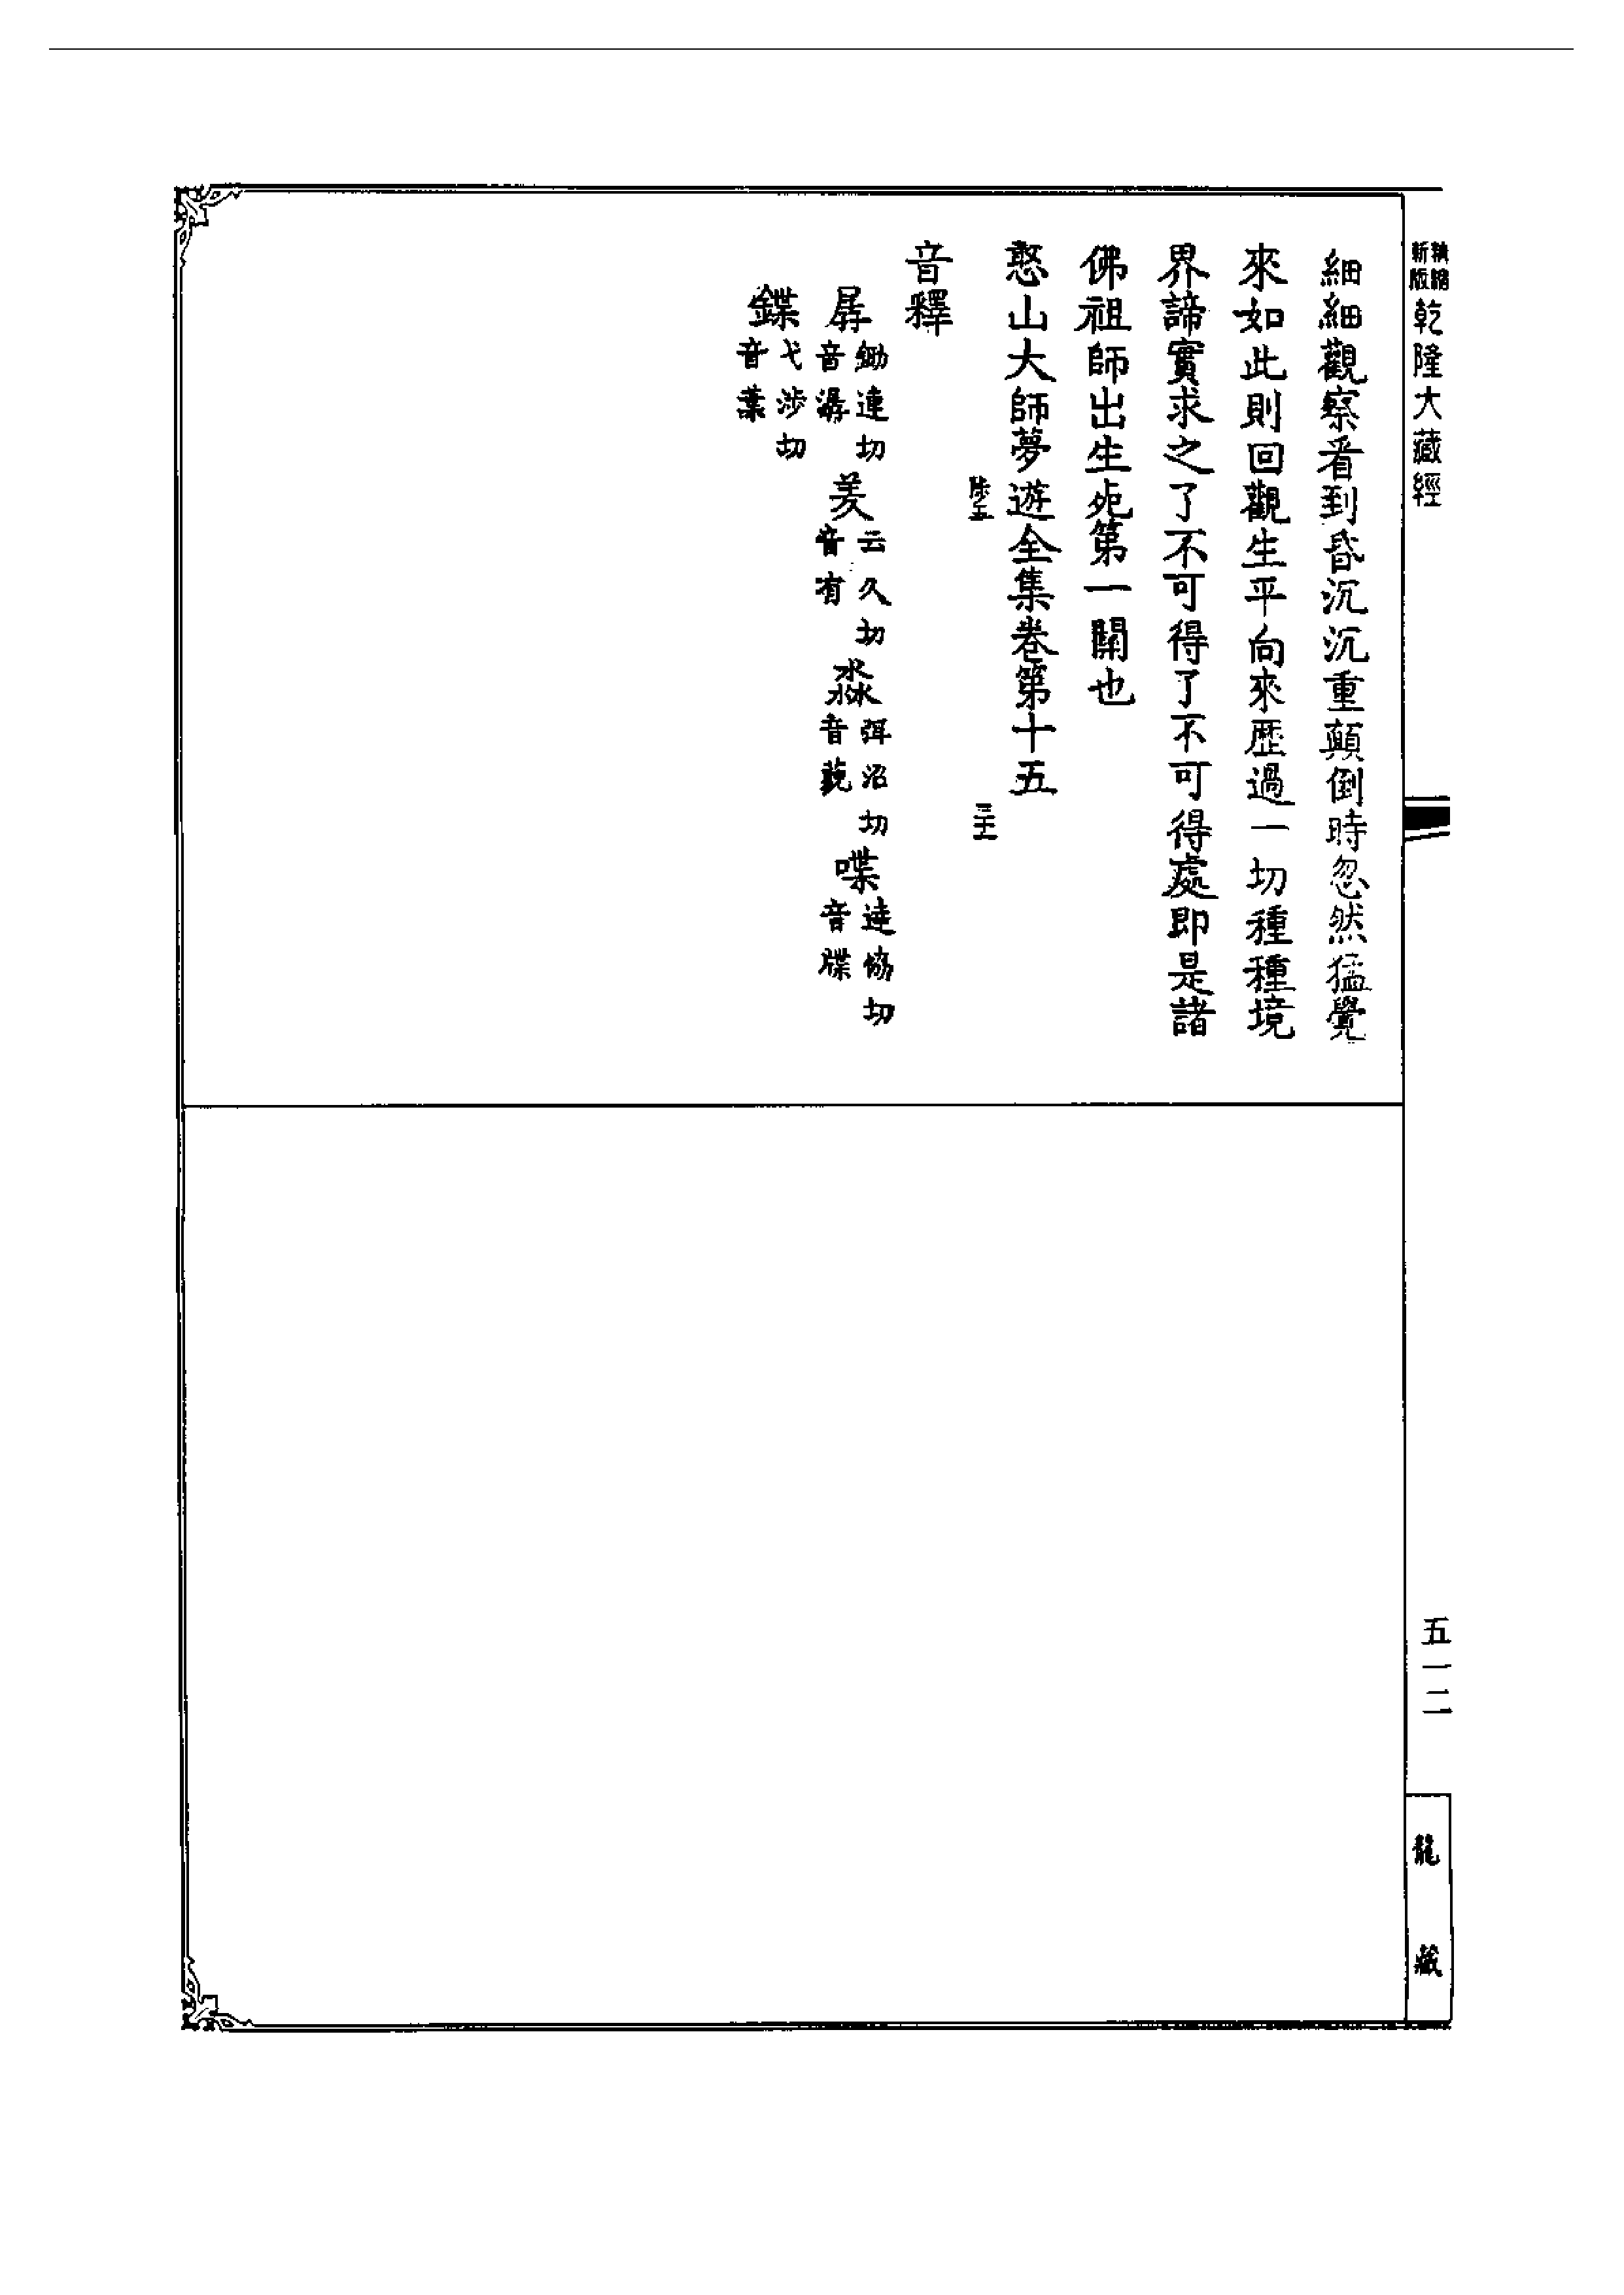 新版
精縮
乾隆大藏經
五一二
龍藏
細細觀察看到昏沉沉重顛倒時忽然猛覺
來如此則回觀生平向來歷過一切種種境
界諦實求之了不可得了不可得處即是諸
佛祖師出生死第一關也
憨山大師夢遊全集卷第十五
音釋
孱鋤連切音潺 羑云久切音有 淼弭沼切音藐 喋達協切音牒
鍱弋涉切音葉